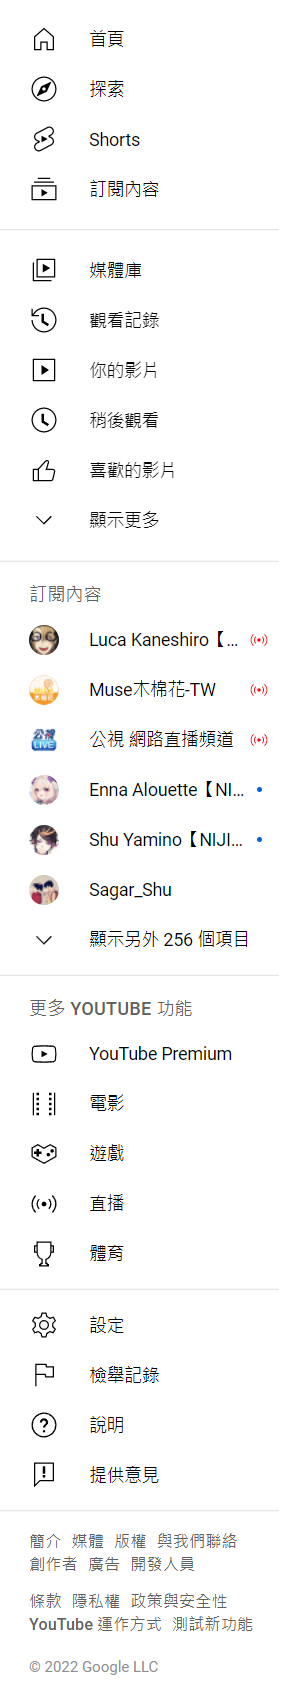 首頁
探索
Shorts
訂閱內容
媒體庫
觀看記錄
你的影片
稍後觀看
喜歡的影片
顯示更多
訂閱內容
Luca Kaneshiro【...
Muse木棉花-TW
公視 網路直播頻道
Enna Alouette【NI...
Shu Yamino【NIJI...
Sagar_Shu
顯示另外 256 個項目
更多 YOUTUBE 功能
YouTube Premium
電影
遊戲
直播
體育
設定
檢舉記錄
說明
提供意見
簡介 媒體 版權 與我們聯絡
創作者 廣告 開發人員
條款 隱私權 政策與安全性
YouTube 運作方式 測試新功能
© 2022 Google LLC